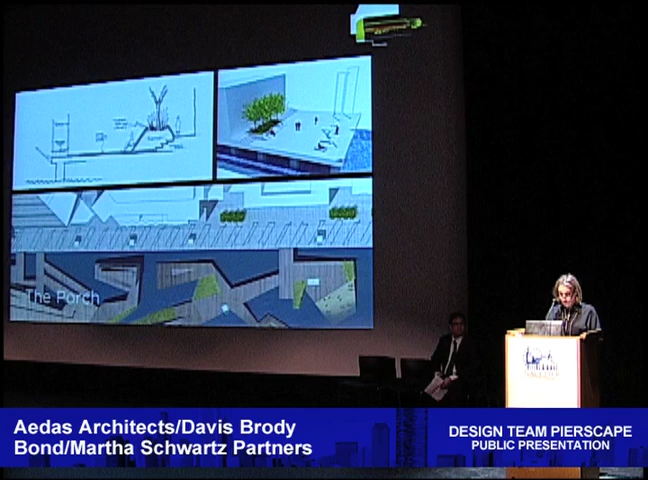 The Porch
Aedas Architects/Davis Brody
Bond/Martha Schwartz Partners
DESIGN TEAM PIERSCAPE
PUBLIC PRESENTATION